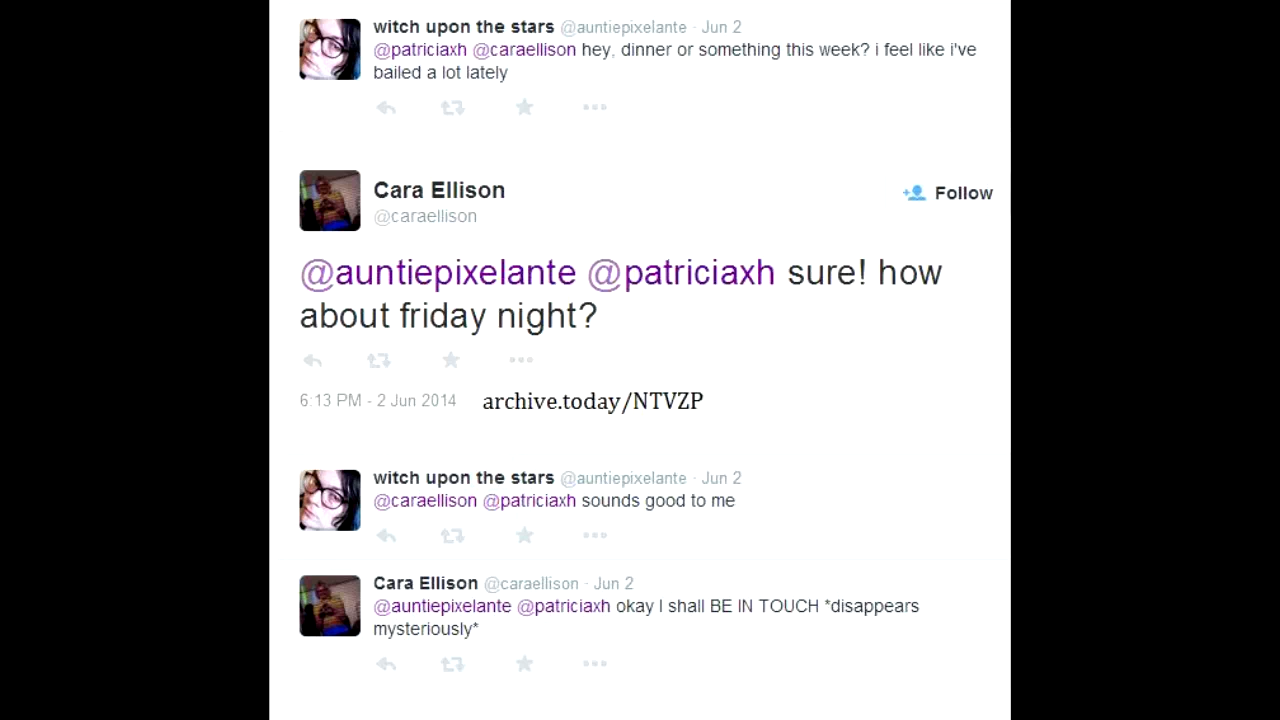 witch upon the stars @auntiepixelante · Jun 2
@patriciaxh @caraellison hey, dinner or something this week? i feel like i've
bailed a lot lately
Cara Ellison
@caraellison
Follow
@auntiepixelante @patriciaxh sure! how
about friday night?
6:13 PM - 2 Jun 2014 archive.today/NTVZP
witch upon the stars @auntiepixelante · Jun 2
@caraellison @patriciaxh sounds good to me
Cara Ellison @caraellison · Jun 2
@auntiepixelante @patriciaxh okay I shall BE IN TOUCH *disappears
mysteriously*